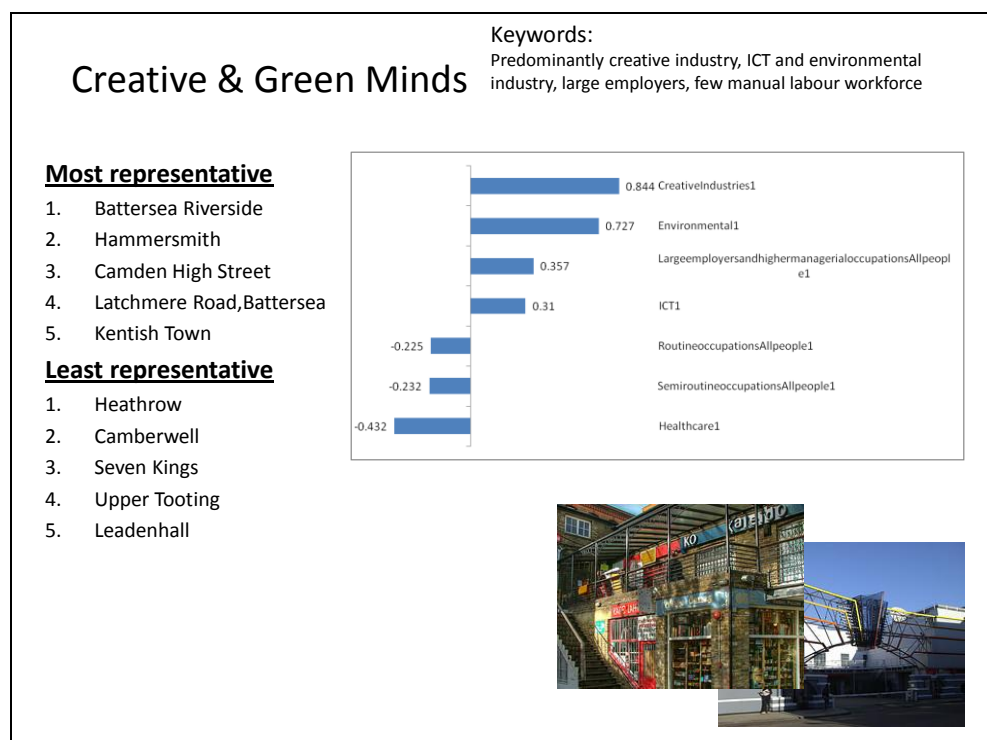 Creative & Green Minds
Keywords:
Predominantly creative industry, ICT and environmental
industry, large employers, few manual labour workforce
Most representative
1. Battersea Riverside
2. Hammersmith
3. Camden High Street
4. Latchmere Road,Battersea
5. Kentish Town
Least representative
1. Heathrow
2. Camberwell
3. Seven Kings
4. Upper Tooting
5. Leadenhall
0.844 CreativeIndustries1
0.727 Environmental1
0.357 LargeemployersandhighermanagerialoccupationsAllpeopl
e1
0.31 ICT1
-0.225 RoutineoccupationsAllpeople1
-0.232 SemiroutineoccupationsAllpeople1
-0.432 Healthcare1
KO